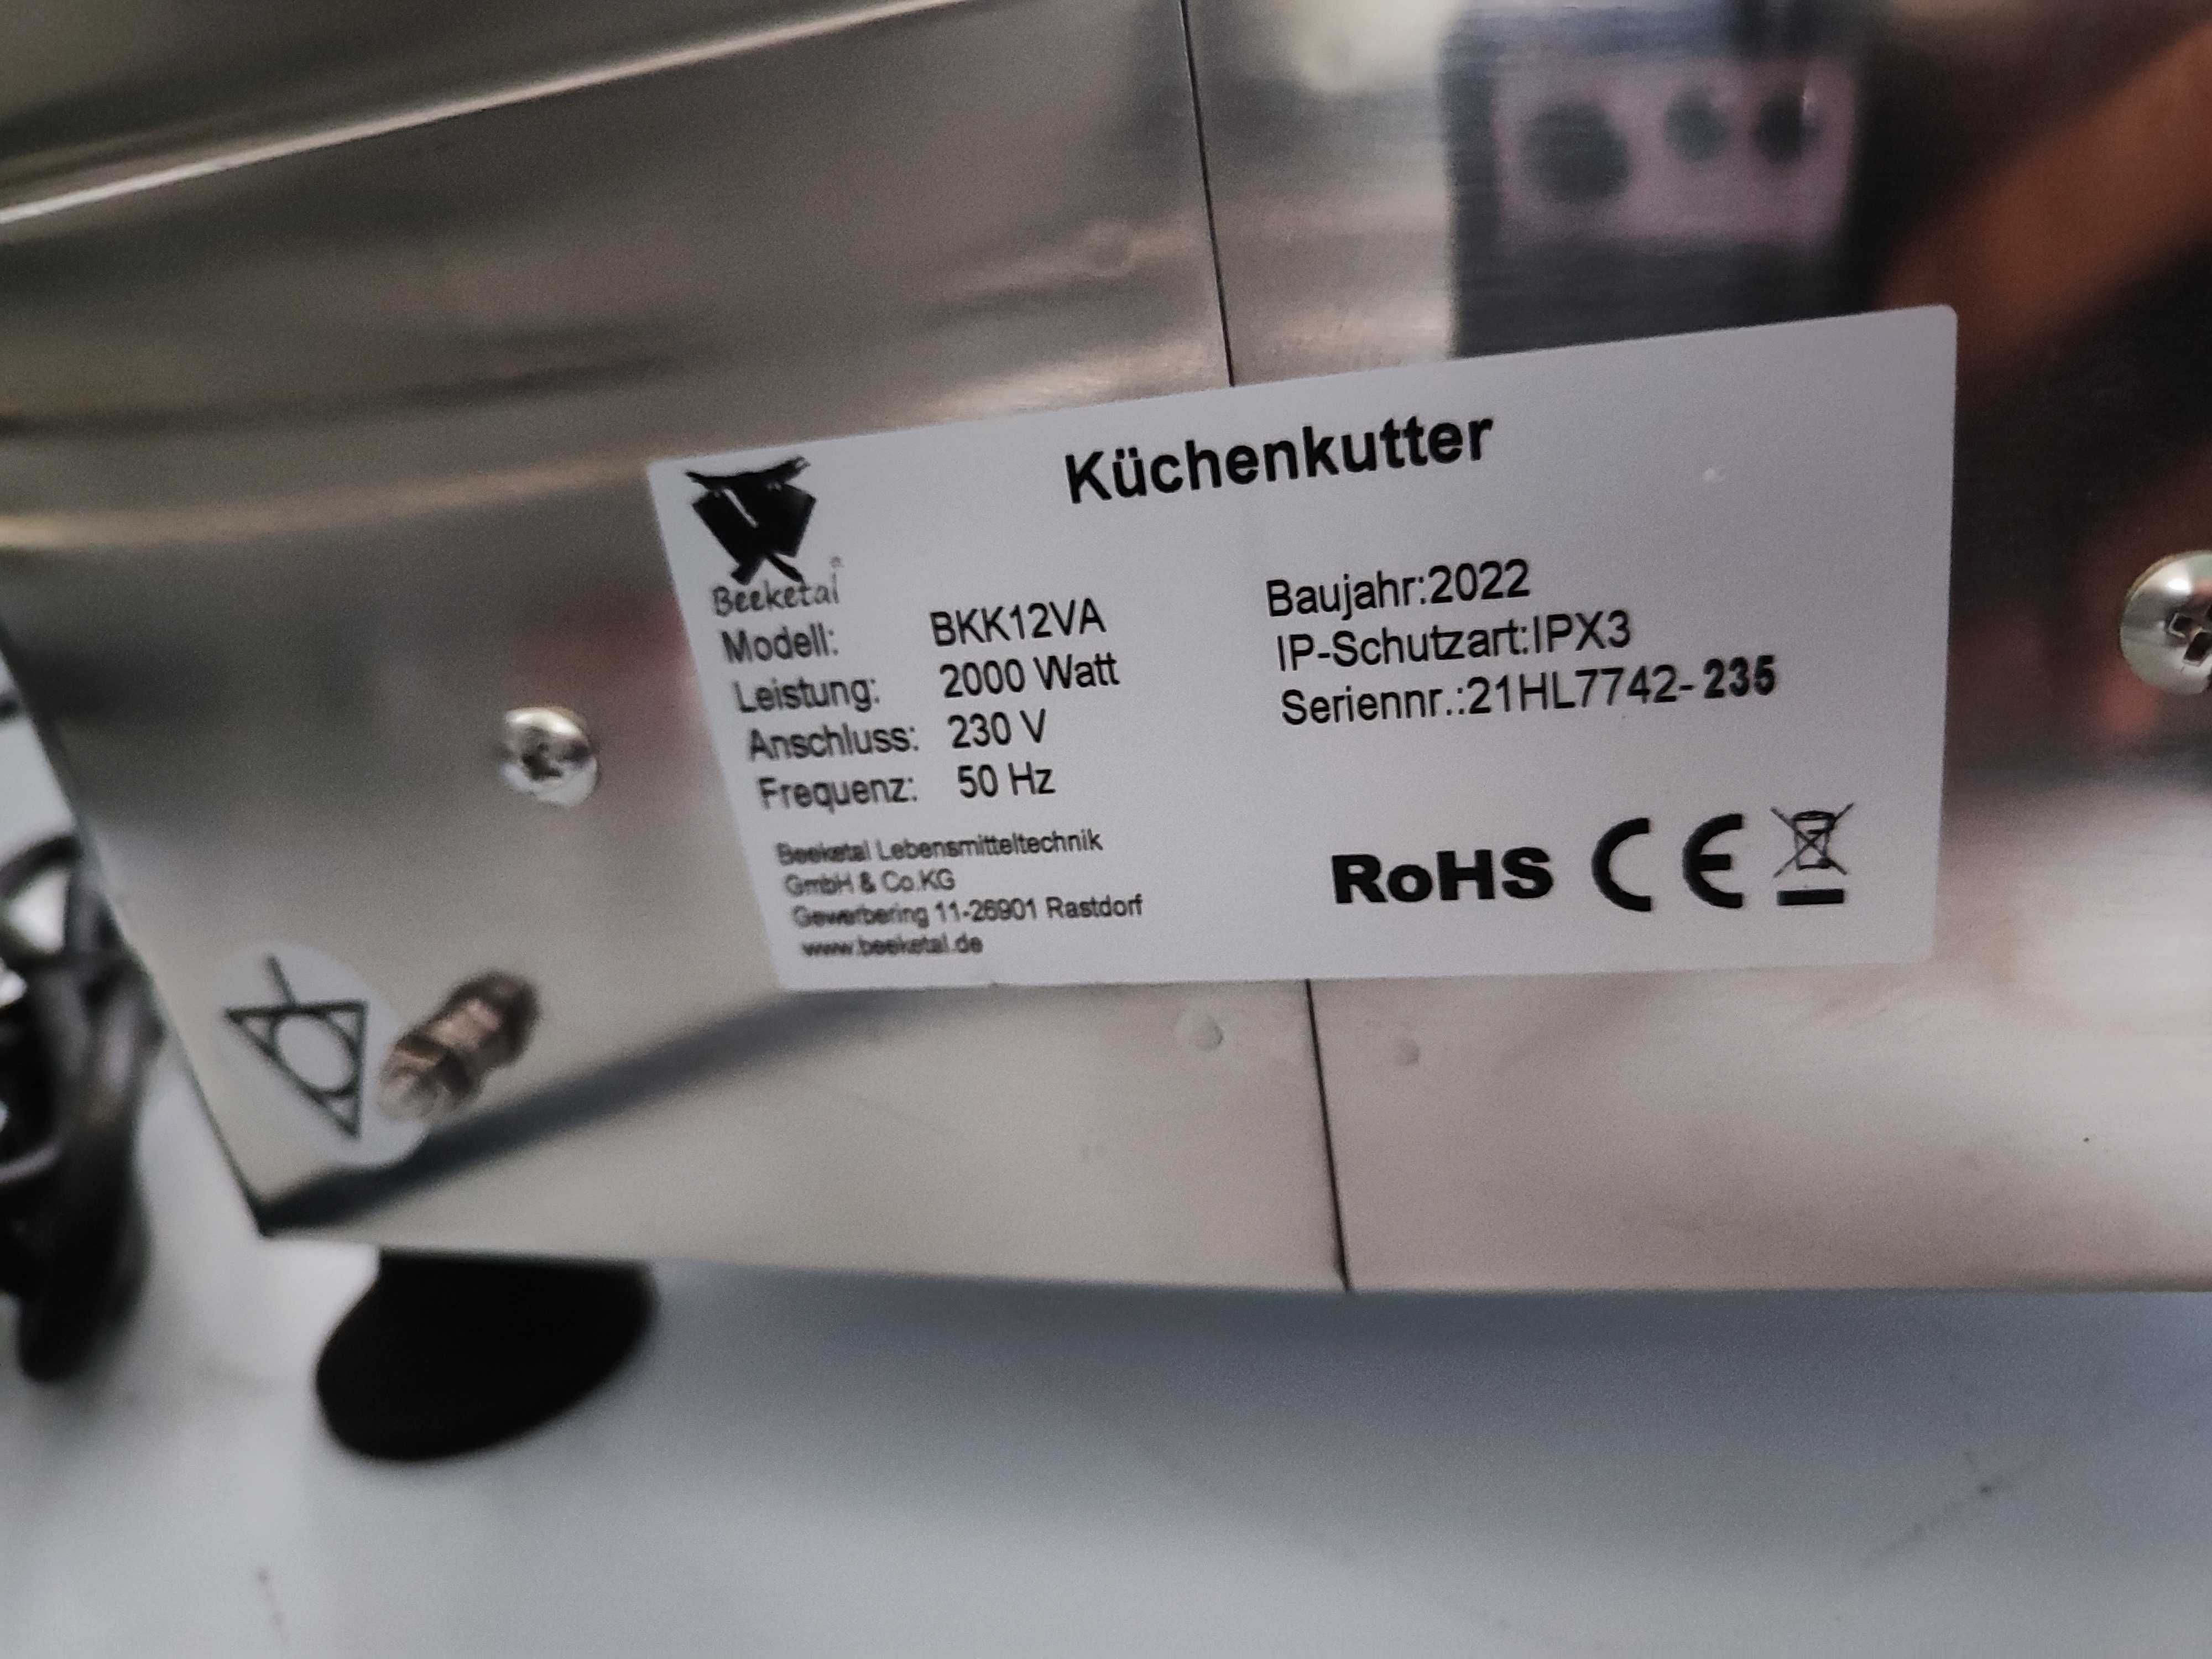 Küchenkutter
Beeketal®
Modell: BKK12VA
Leistung: 2000 Watt
Anschluss: 230 V
Frequenz: 50 Hz
Baujahr:2022
IP-Schutzart:IPX3
Seriennr.:21HL7742-235
Beeketal Lebensmitteltechnik
GmbH & Co.KG
Gewerbering 11-26901 Rastdorf
www.beeketal.de
RoHS CE